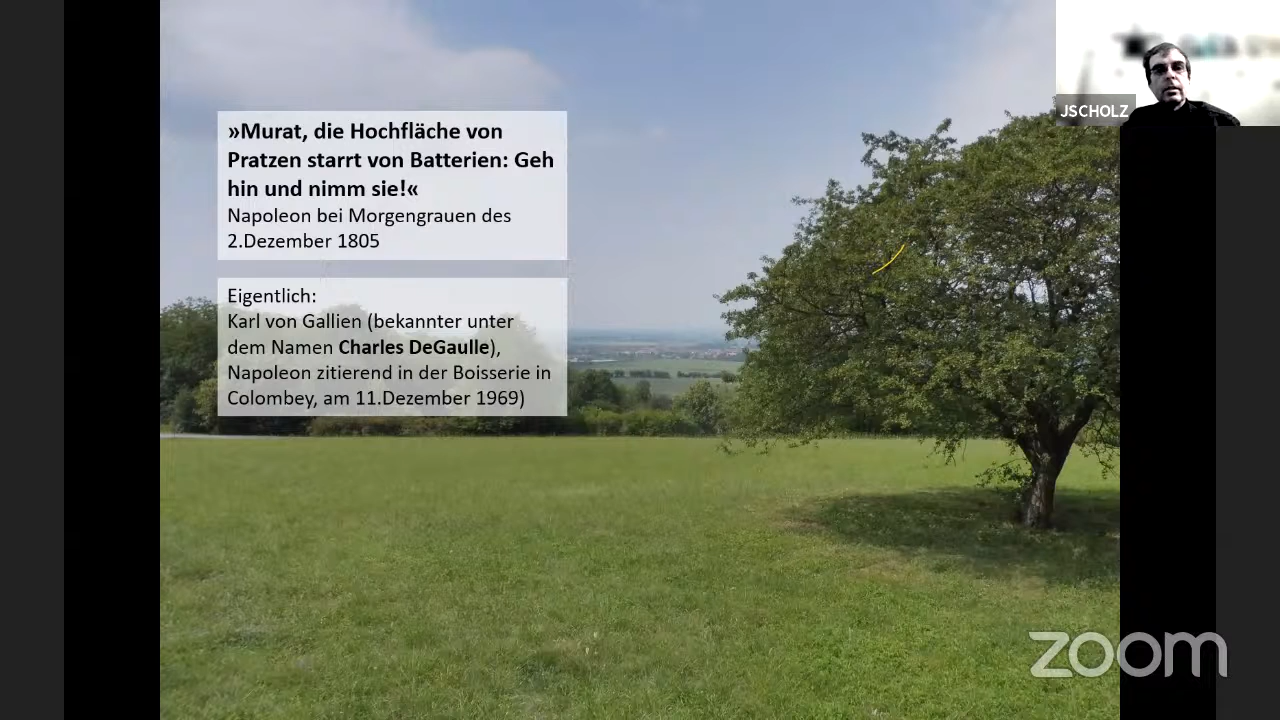 »Murat, die Hochfläche von
Pratzen starrt von Batterien: Geh
hin und nimm sie!«
Napoleon bei Morgengrauen des
2.Dezember 1805
Eigentlich:
Karl von Gallien (bekannter unter
dem Namen Charles DeGaulle),
Napoleon zitierend in der Boisserie in
Colombey, am 11.Dezember 1969)
JSCHOLZ
zoom